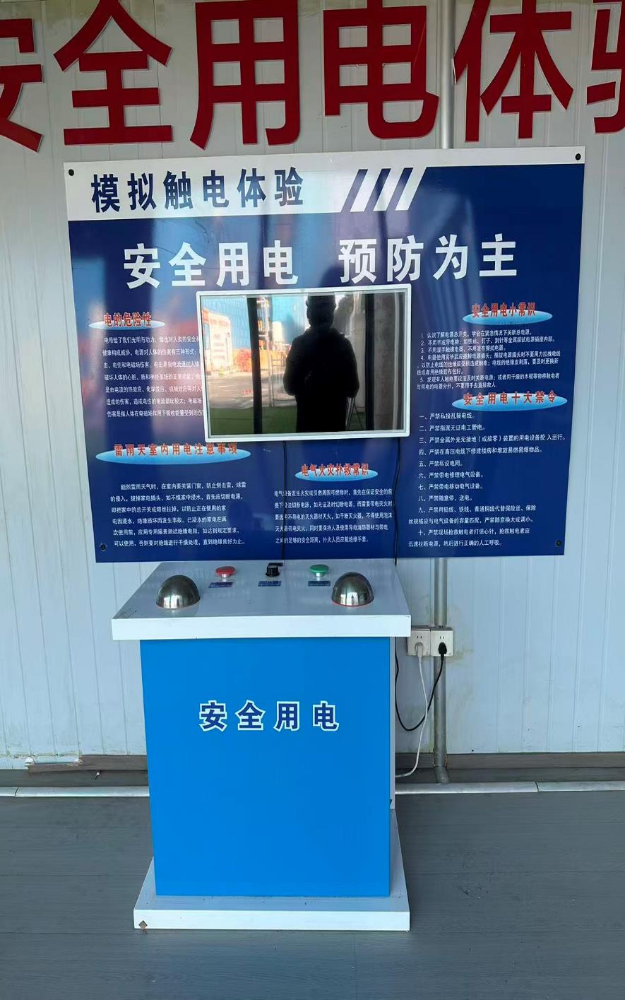 安全用电体验
模拟触电体验
安全用电 预防为主
电的危险性
电带给了我们光明与动力，但也对人类的安全和
健康构成威胁。电源对人体的伤害有三种形式：
击、电伤和电磁场伤害。电击是指电流通过人体
破坏人体的心脏、肺和神经系统的正常功能；电
是由电流的热效应、化学效应、机械效应等对人
造成的伤害，造成电伤的电流都比较大；电磁场
伤害是指人体在电磁场作用下吸收能量受到的伤
雷雨天室内用电注意事项
剧烈雷雨天气时，在室内要关紧门窗，防止侧击雷、球雷
的侵入，拔掉家电插头，如不慎家中浸水，首先应切断电源，
即把家中的总开关或熔丝拉掉，以防止正在使用的家
电因浸水、绝缘损坏而发生事故。已浸水的家电在再
次使用前，应用专用摇表测试绝缘电阻，如达到规定要求，
可以使用，否则要对绝缘进行干燥处理，直到绝缘良好为止。
电气火灾扑救常识
电气设备发生火灾或引燃周围可燃物时，首先在保证安全的前
提下设法切断电源，如无法及时切断电源，而需要带电灭火时
要选用不导电的灭火器材灭火，如干粉灭火器，不得使用泡沫
灭火器带电灭火，同时要保持人及使用导电消防器材与带电
之间的足够的安全距离，扑火人员应戴绝缘手套。
安全用电小常识
1、认识了解电源总开关，学会在紧急情况下关断总电源。
2、不用手或导电物：如铁丝、钉子、别针等金属探试电源插座内部。
3、不用湿手触摸电器，不用湿布擦拭电器。
4、电器使用完毕后应拔掉电源插头；插拔电源插头时不要用力拉拽电线
，以防止电线的绝缘层受损造成触电；电线的绝缘皮剥落，要及时更换新
线或者用绝缘胶布包好。
5、发现有人触电要设法及时关断电源；或者用干燥的木棍等物将触电者
与带电的电器分开，不要用手去直接救人
安全用电十大禁令
一、严禁私接乱接电线。
二、严禁指派无证电工管电。
三、严禁金属外壳无接地（或接零）装置的用电设备投入运行。
四、严禁在高压电线下修建楼房和堆放易燃易爆物品。
五、严禁私设电网。
六、严禁带电修理电气设备。
七、严禁带电移动电气设备。
八、严禁随意停、送电。
九、严禁用铅线、铁线、普通铜线代替保险丝、保险
丝规格应与电气设备的容量匹配，严禁随意换大或调小。
十、严禁现场抢救触电者打强心针，抢救触电者应
迅速拉断电源，然后进行正确的人工呼吸。
安全用电